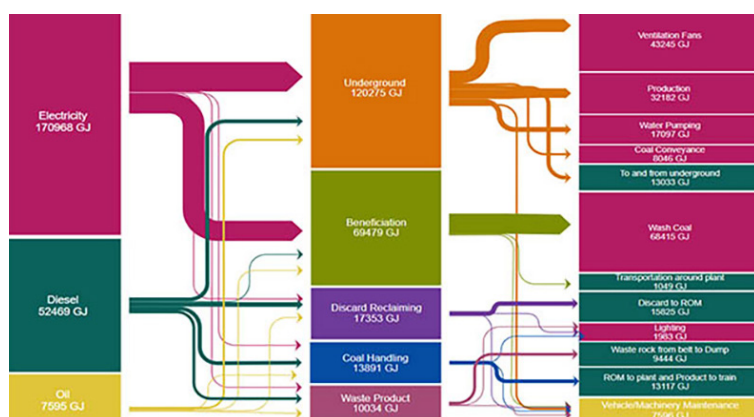 Electricity
170968 GJ
Diesel
52469 GJ
Oil
7595 GJ
Underground
120275 GJ
Beneficiation
69479 GJ
Discard Reclaiming
17353 GJ
Coal Handling
13891 GJ
Waste Product
10034 GJ
Ventilation Fans
43245 GJ
Production
32182 GJ
Water Pumping
17097 GJ
Coal Conveyance
8046 GJ
To and from underground
13033 GJ
Wash Coal
68415 GJ
Transportation around plant
1049 GJ
Discard to ROM
15825 GJ
Lighting
1983 GJ
Waste rock from belt to Dump
9444 GJ
ROM to plant and Product to train
13117 GJ
Vehicle/Machinery Maintenance
7596 GJ